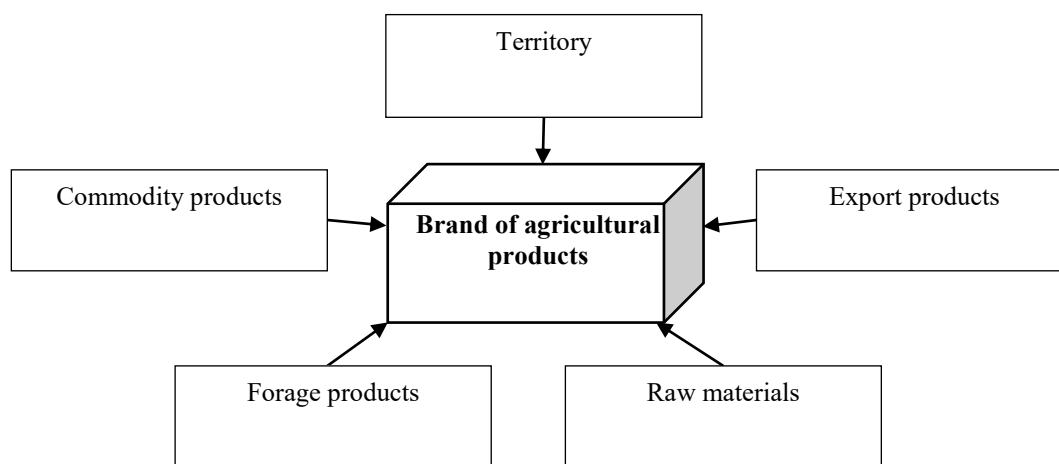 Territory
Commodity products
Export products
Brand of agricultural
products
Forage products
Raw materials